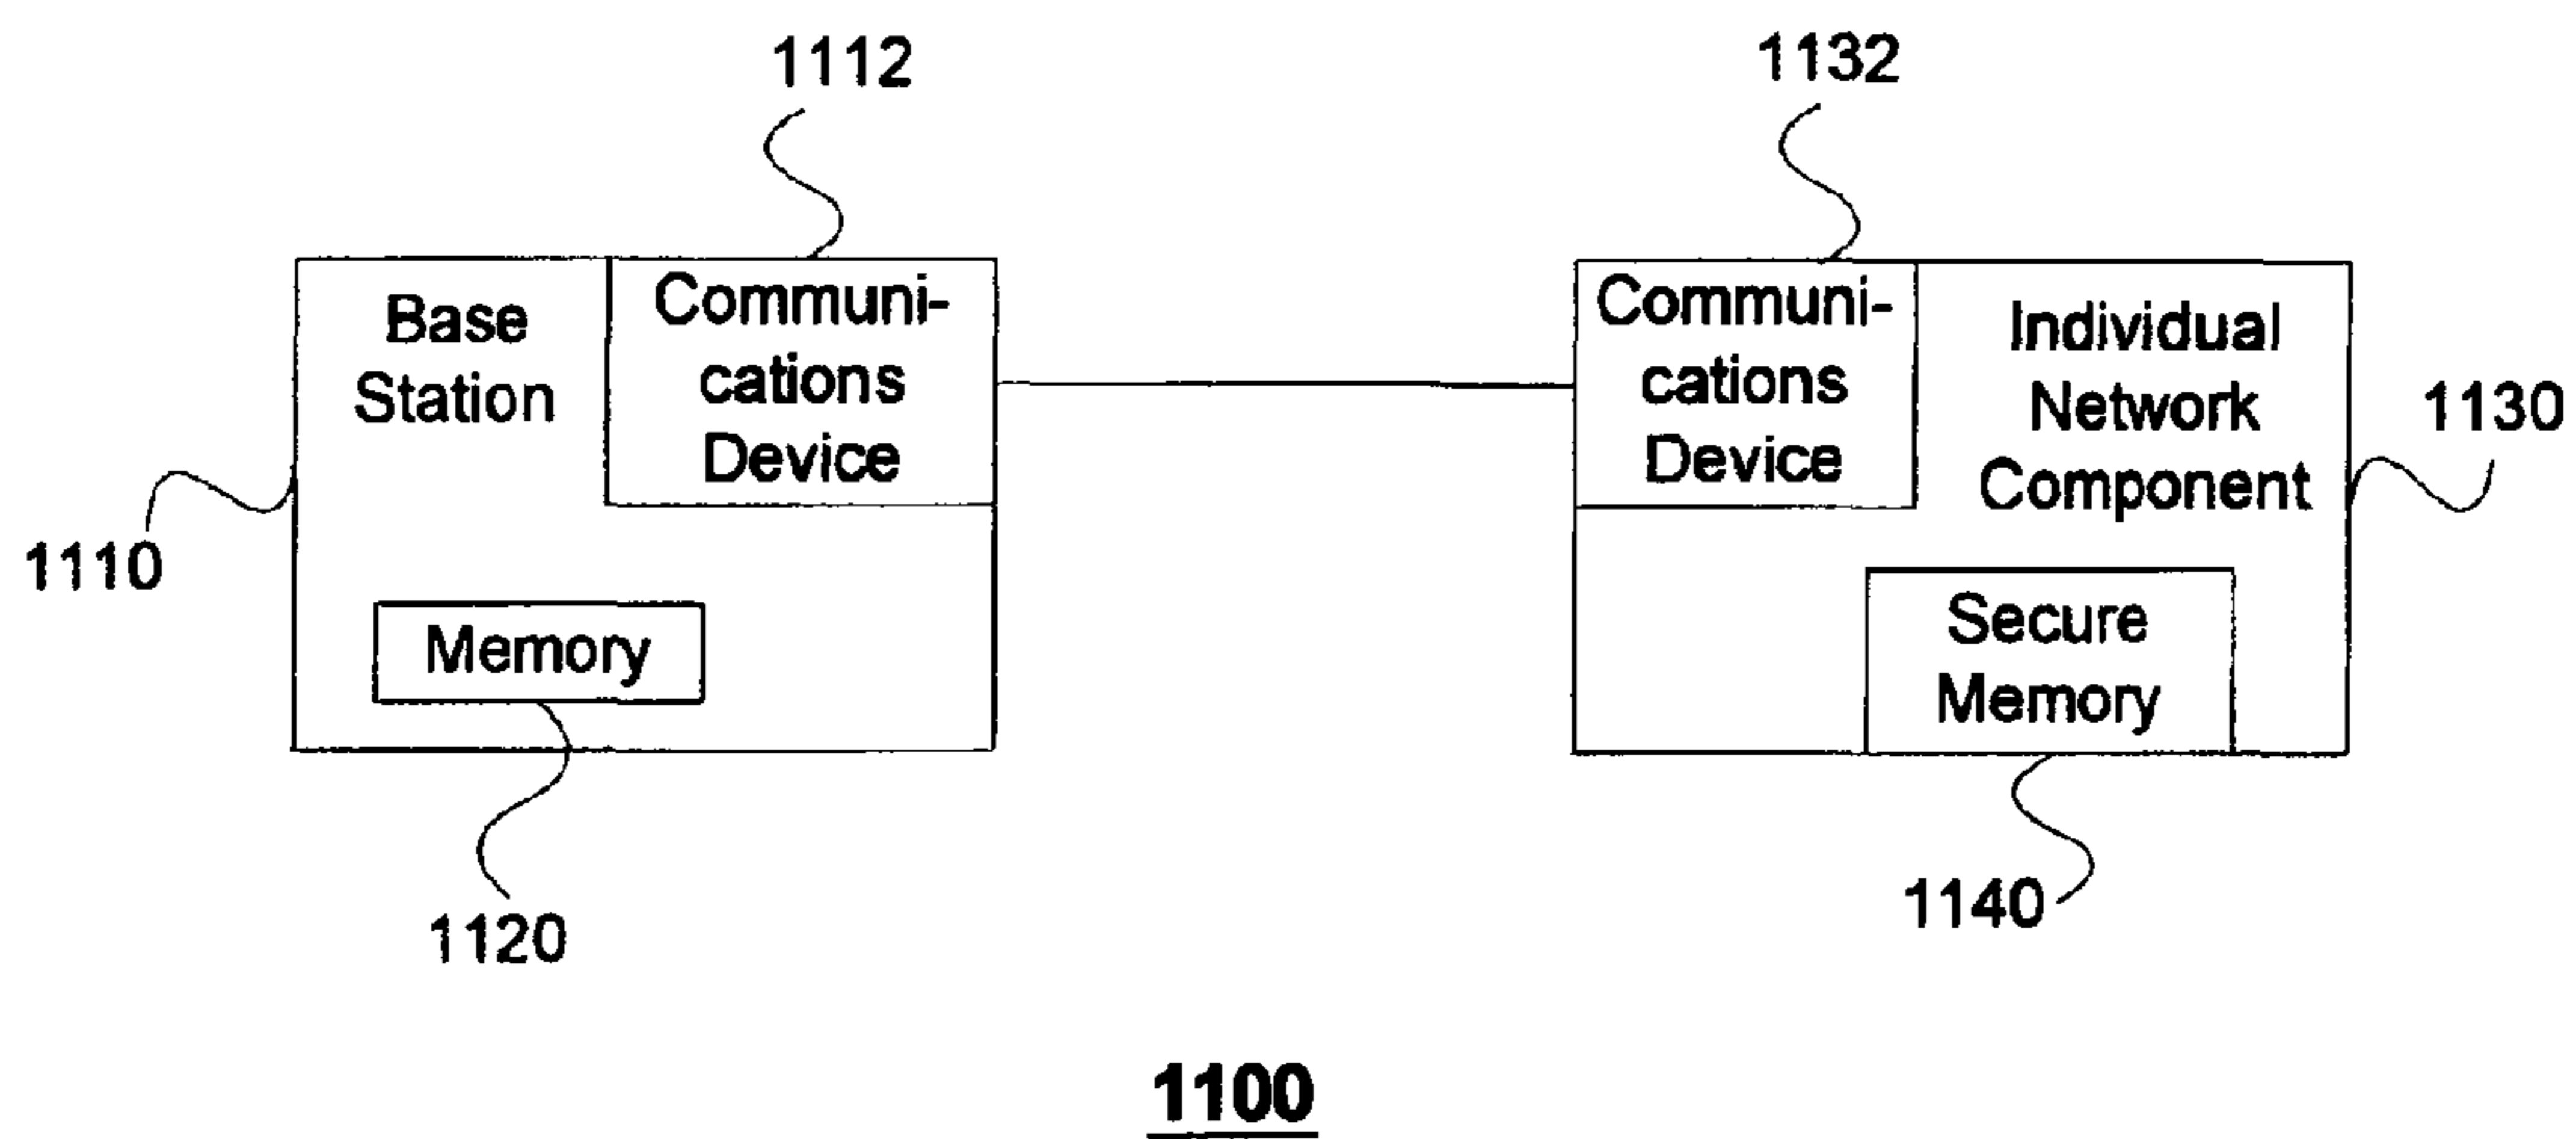 1112
1132
Base
Station
Communi-
cations
Device
Communi-
cations
Device
Individual
Network
Component
1130
1110
Memory
Secure
Memory
1120
1140
1100